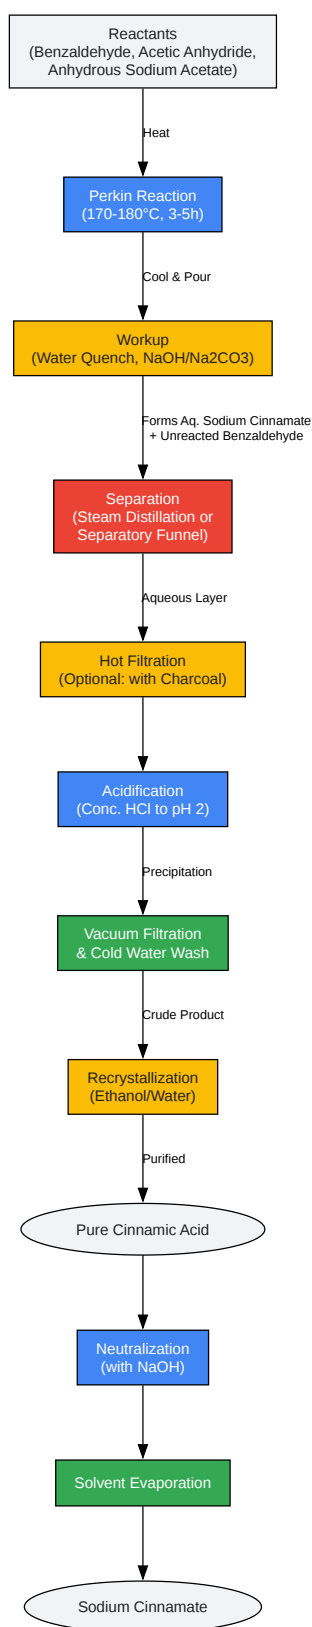 Reactants
(Benzaldehyde, Acetic Anhydride,
Anhydrous Sodium Acetate)
Heat
Perkin Reaction
(170-180°C, 3-5h)
Cool & Pour
Workup
(Water Quench, NaOH/Na2CO3)
Forms Aq. Sodium Cinnamate
+ Unreacted Benzaldehyde
Separation
(Steam Distillation or
Separatory Funnel)
Aqueous Layer
Hot Filtration
(Optional: with Charcoal)
Acidification
(Conc. HCl to pH 2)
Precipitation
Vacuum Filtration
& Cold Water Wash
Crude Product
Recrystallization
(Ethanol/Water)
Purified
Pure Cinnamic Acid
Neutralization
(with NaOH)
Solvent Evaporation
Sodium Cinnamate